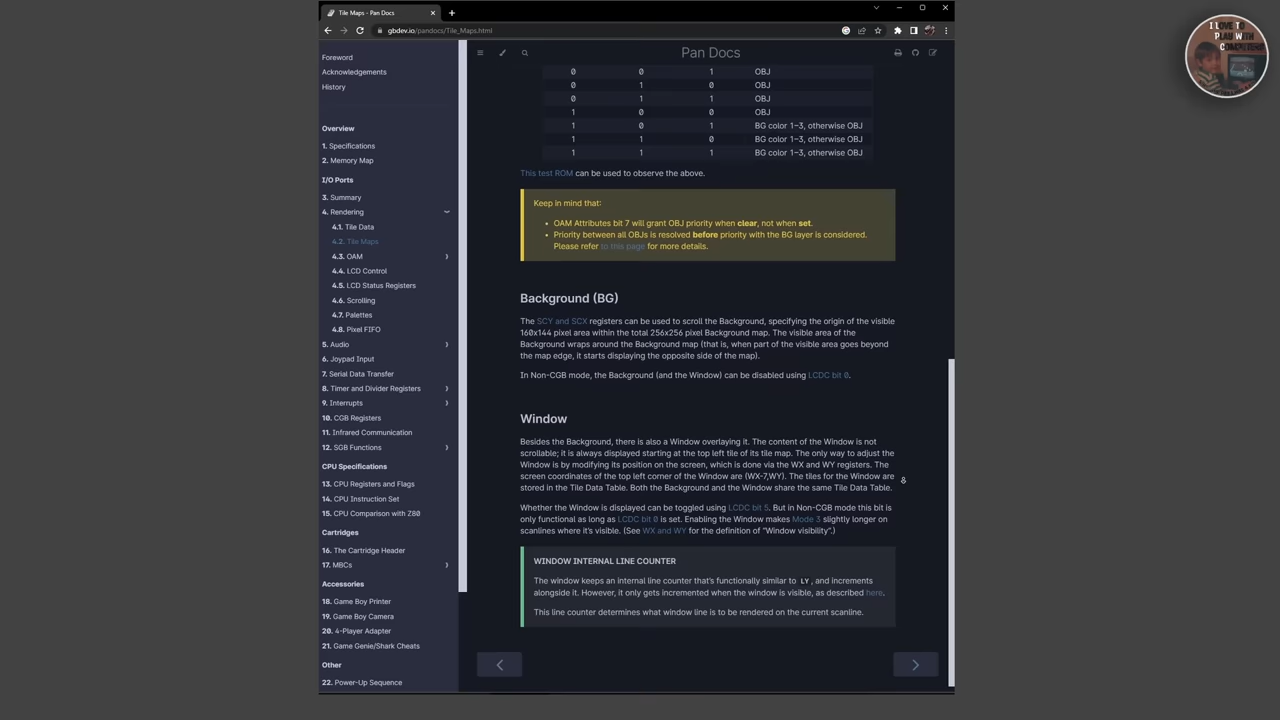 Tile Maps - Pan Docs
gbdev.io/pandocs/Tile_Maps.html
I LOVE TO
PLAY WITH
COMPUTERS
Foreword
Acknowledgements
History
Overview
1. Specifications
2. Memory Map
I/O Ports
3. Summary
4. Rendering
4.1. Tile Data
4.2. Tile Maps
4.3. OAM
4.4. LCD Control
4.5. LCD Status Registers
4.6. Scrolling
4.7. Palettes
4.8. Pixel FIFO
5. Audio
6. Joypad Input
7. Serial Data Transfer
8. Timer and Divider Registers
9. Interrupts
10. CGB Registers
11. Infrared Communication
12. SGB Functions
CPU Specifications
13. CPU Registers and Flags
14. CPU Instruction Set
15. CPU Comparison with Z80
Cartridges
16. The Cartridge Header
17. MBCs
Accessories
18. Game Boy Printer
19. Game Boy Camera
20. 4-Player Adapter
21. Game Genie/Shark Cheats
Other
22. Power-Up Sequence
Pan Docs
0 0 1 OBJ
0 1 0 OBJ
0 1 1 OBJ
1 0 0 OBJ
1 0 1 BG color 1–3, otherwise OBJ
1 1 0 BG color 1–3, otherwise OBJ
1 1 1 BG color 1–3, otherwise OBJ
This test ROM can be used to observe the above.
Keep in mind that:
• OAM Attributes bit 7 will grant OBJ priority when clear, not when set.
• Priority between all OBJs is resolved before priority with the BG layer is considered.
Please refer to this page for more details.
Background (BG)
The SCY and SCX registers can be used to scroll the Background, specifying the origin of the visible
160x144 pixel area within the total 256x256 pixel Background map. The visible area of the
Background wraps around the Background map (that is, when part of the visible area goes beyond
the map edge, it starts displaying the opposite side of the map).
In Non-CGB mode, the Background (and the Window) can be disabled using LCDC bit 0.
Window
Besides the Background, there is also a Window overlaying it. The content of the Window is not
scrollable; it is always displayed starting at the top left tile of its tile map. The only way to adjust the
Window is by modifying its position on the screen, which is done via the WX and WY registers. The
screen coordinates of the top left corner of the Window are (WX-7,WY). The tiles for the Window are
stored in the Tile Data Table. Both the Background and the Window share the same Tile Data Table.
Whether the Window is displayed can be toggled using LCDC bit 5. But in Non-CGB mode this bit is
only functional as long as LCDC bit 0 is set. Enabling the Window makes Mode 3 slightly longer on
scanlines where it's visible. (See WX and WY for the definition of "Window visibility".)
WINDOW INTERNAL LINE COUNTER
The window keeps an internal line counter that's functionally similar to LY, and increments
alongside it. However, it only gets incremented when the window is visible, as described here.
This line counter determines what window line is to be rendered on the current scanline.